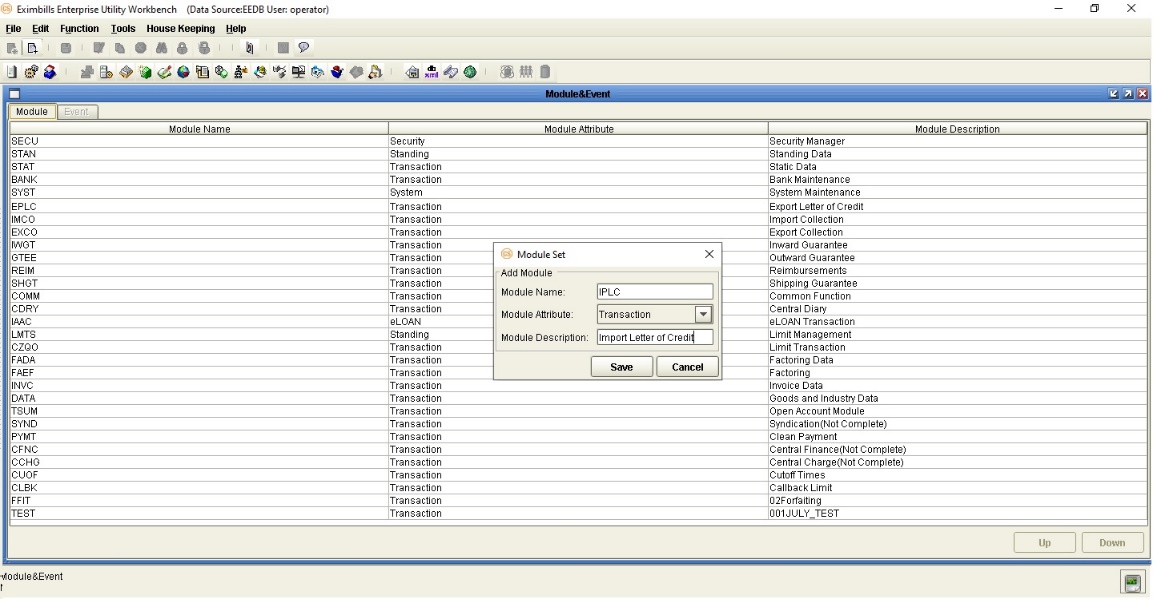 Eximbills Enterprise Utility Workbench (Data Source:EEDB User: operator)
File Edit Function Tools House Keeping Help
Module&Event
Module Event
Module Name Module Attribute Module Description
SECU Security Security Manager
STAN Standing Standing Data
STAT Transaction Static Data
BANK Transaction Bank Maintenance
SYST System System Maintenance
EPLC Transaction Export Letter of Credit
IMCO Transaction Import Collection
EXCO Transaction Export Collection
IWGT Transaction Inward Guarantee
GTEE Transaction Outward Guarantee
REIM Transaction Reimbursements
SHGT Transaction Shipping Guarantee
COMM Transaction Common Function
CDRY Transaction Central Diary
IAAC eLOAN eLOAN Transaction
LMTS Standing Limit Management
CZQO Transaction Limit Transaction
FADA Transaction Factoring Data
FAEF Transaction Factoring
INVC Transaction Invoice Data
DATA Transaction Goods and Industry Data
TSUM Transaction Open Account Module
SYND Transaction Syndication(Not Complete)
PYMT Transaction Clean Payment
CFNC Transaction Central Finance(Not Complete)
CCHG Transaction Central Charge(Not Complete)
CUOF Transaction Cutoff Times
CLBK Transaction Callback Limit
FFIT Transaction 02Forfaiting
TEST Transaction 001JULY_TEST
Module Set
Add Module
Module Name: IPLC
Module Attribute: Transaction
Module Description: Import Letter of Credit
Save Cancel
Up Down
Module&Event